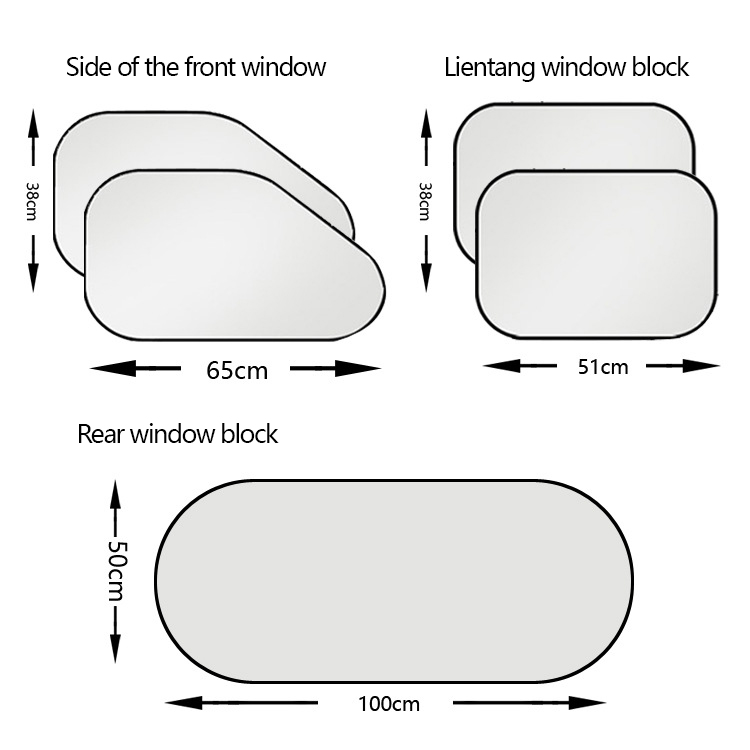 Side of the front window
Lientang window block
38cm
38cm
65cm
51cm
Rear window block
50cm
100cm